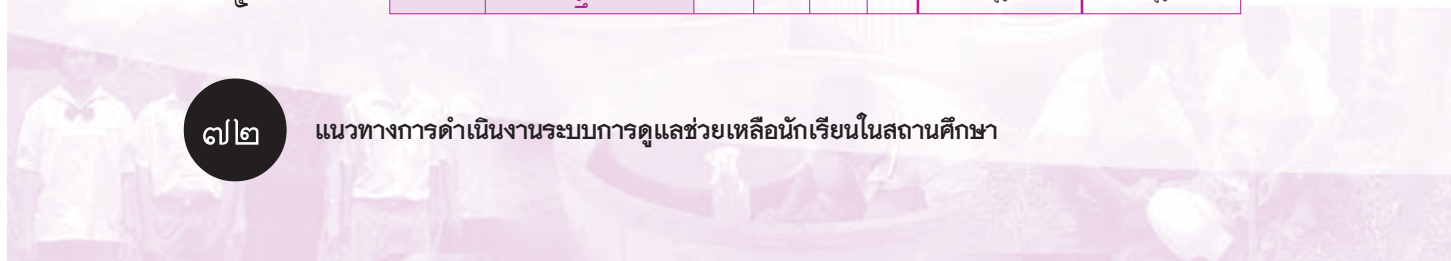 ๗๒
แนวทางการดำเนินงานระบบการดูแลช่วยเหลือนักเรียนในสถานศึกษา